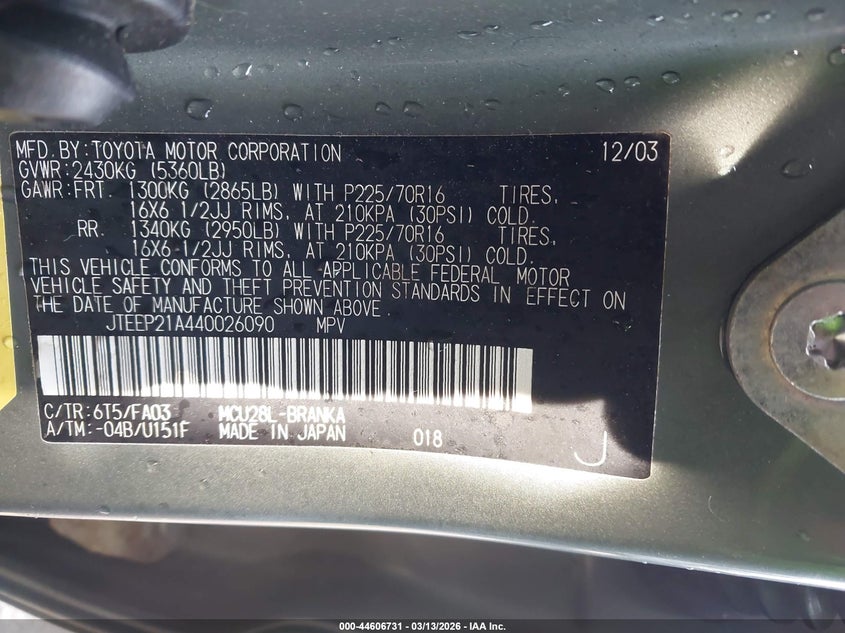 MFD. BY: TOYOTA MOTOR CORPORATION 12/03
GVWR: 2430KG (5360LB)
GAWR: FRT. 1300KG (2865LB) WITH P225/70R16 TIRES,
16X6 1/2JJ RIMS, AT 210KPA (30PSI) COLD.
RR. 1340KG (2950LB) WITH P225/70R16 TIRES,
16X6 1/2JJ RIMS, AT 210KPA (30PSI) COLD.
THIS VEHICLE CONFORMS TO ALL APPLICABLE FEDERAL MOTOR
VEHICLE SAFETY AND THEFT PREVENTION STANDARDS IN EFFECT ON
THE DATE OF MANUFACTURE SHOWN ABOVE.
JTEEP21A440026090 MPV
C/TR: 6T5/FA03 MCU28L-BRANKA
A/TM: -04B/U151F MADE IN JAPAN 018 J
000-44606731 | 03/13/2026 - IAA Inc.